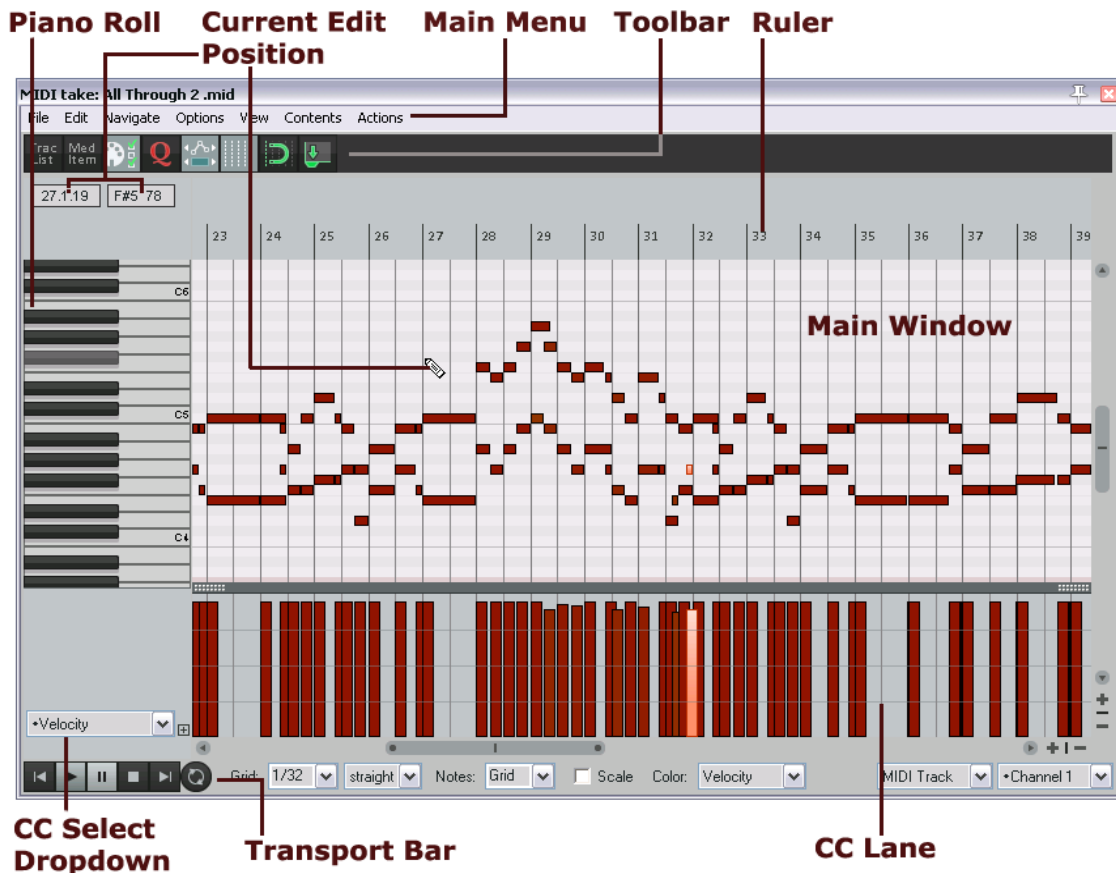 Piano Roll
Current Edit
Position
Main Menu
Toolbar
Ruler
MIDI take: All Through 2 .mid
File Edit Navigate Options View Contents Actions
Trac
List
Med
Item
Q
27.1.19 F#5 78
23 24 25 26 27 28 29 30 31 32 33 34 35 36 37 38 39
C6
Main Window
C5
C4
•Velocity
Grid: 1/32 straight Notes: Grid Scale Color: Velocity MIDI Track •Channel 1
CC Select
Dropdown
Transport Bar
CC Lane